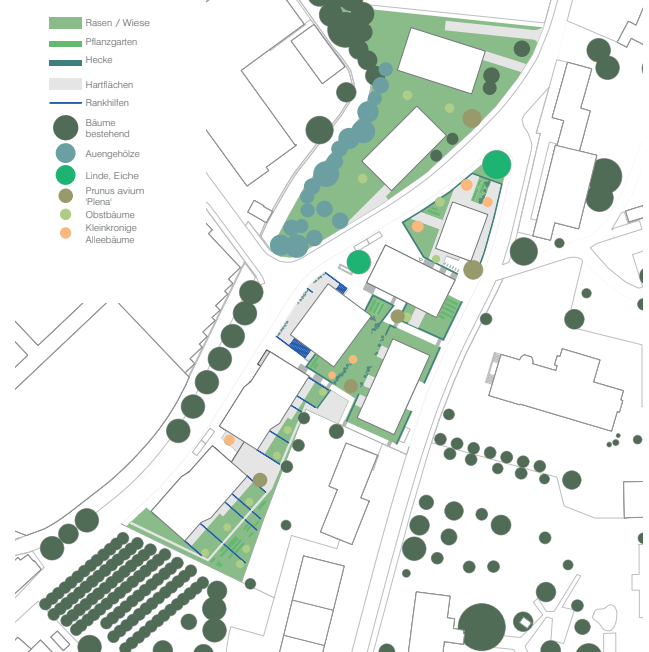 Rasen / Wiese
Pflanzgarten
Hecke
Hartflächen
Rankhilfen
Bäume
bestehend
Auengehölze
Linde, Eiche
Prunus avium
'Plena'
Obstbäume
Kleinkronige
Alleebäume